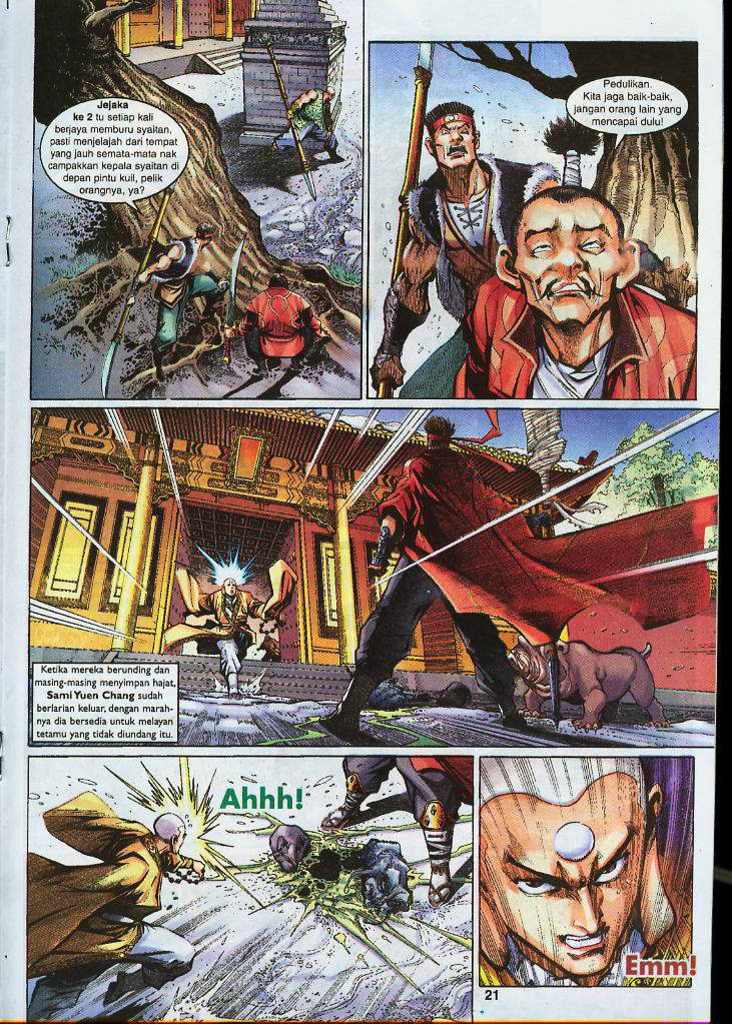 Jejaka
ke 2 tu setiap kali
berjaya memburu syaitan,
pasti menjelajah dari tempat
yang jauh semata-mata nak
campakkan kepala syaitan di
depan pintu kuil, pelik
orangnya, ya?
Pedulikan.
Kita jaga baik-baik,
jangan orang lain yang
mencapai dulu!
Ketika mereka berunding dan
masing-masing menyimpan hajat,
Sami Yuen Chang sudah
berlarian keluar, dengan marah-
nya dia bersedia untuk melayan
tetamu yang tidak diundang itu.
Ahhh!
Emm!
21